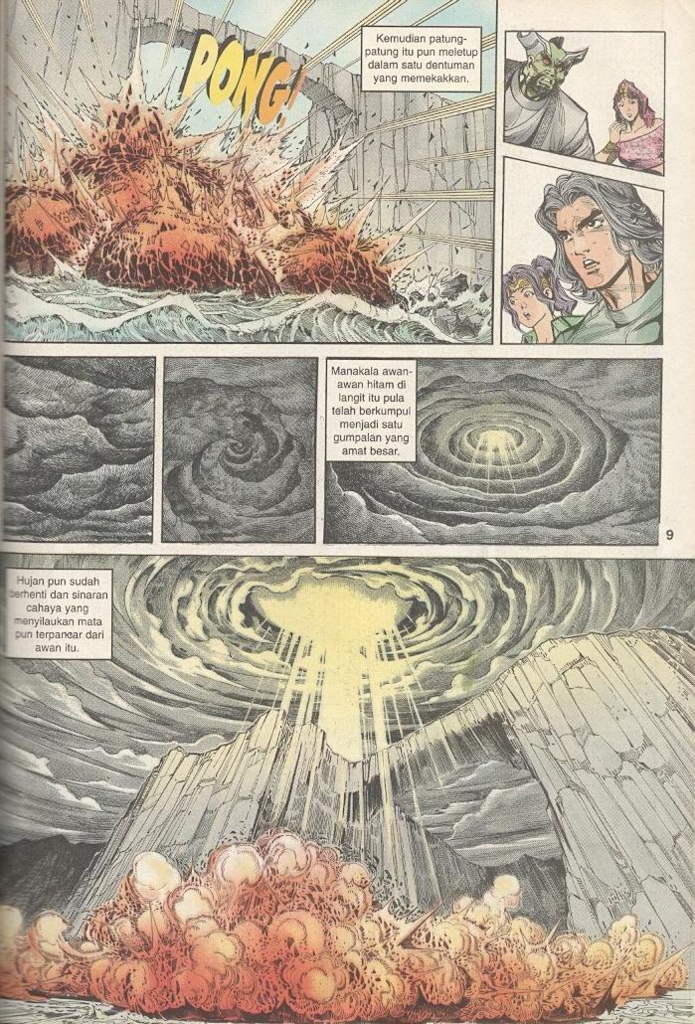 Kemudian patung-
patung itu pun meletup
dalam satu dentuman
yang memekakkan.
PONG!
Manakala awan-
awan hitam di
langit itu pula
telah berkumpul
menjadi satu
gumpalan yang
amat besar.
9
Hujan pun sudah
berhenti dan sinaran
cahaya yang
menyilaukan mata
pun terpancar dari
awan itu.